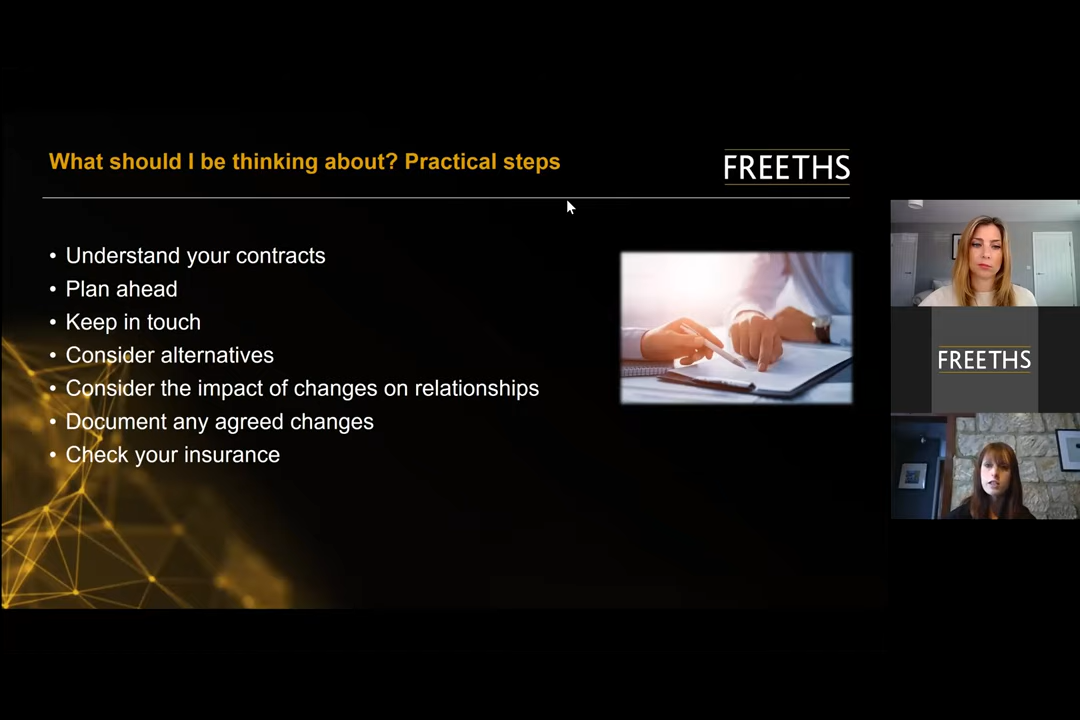 What should I be thinking about? Practical steps
FREETHS
• Understand your contracts
• Plan ahead
• Keep in touch
• Consider alternatives
• Consider the impact of changes on relationships
• Document any agreed changes
• Check your insurance
FREETHS